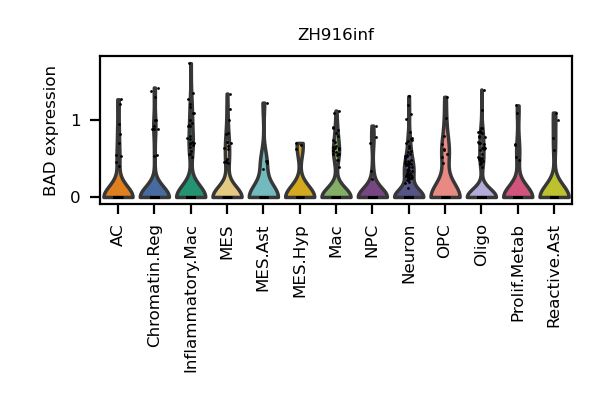 ZH916inf
BAD expression
1
0
AC
Chromatin.Reg
Inflammatory.Mac
MES
MES.Ast
MES.Hyp
Mac
NPC
Neuron
OPC
Oligo
Prolif.Metab
Reactive.Ast